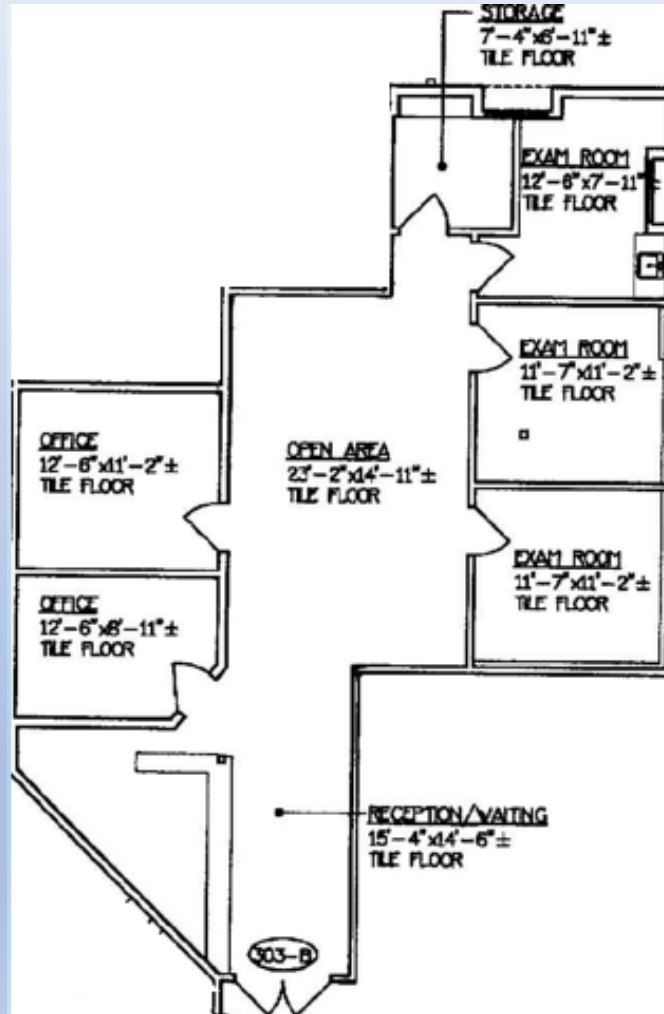 STORAGE
7'-4"x6'-11"±
TILE FLOOR
EXAM ROOM
12'-6"x7'-11"±
TILE FLOOR
EXAM ROOM
11'-7"x11'-2"±
TILE FLOOR
OFFICE
12'-6"x11'-2"±
TILE FLOOR
OPEN AREA
23'-2"x14'-11"±
TILE FLOOR
EXAM ROOM
11'-7"x11'-2"±
TILE FLOOR
OFFICE
12'-6"x8'-11"±
TILE FLOOR
RECEPTION/WAITING
15'-4"x14'-6"±
TILE FLOOR
303-B